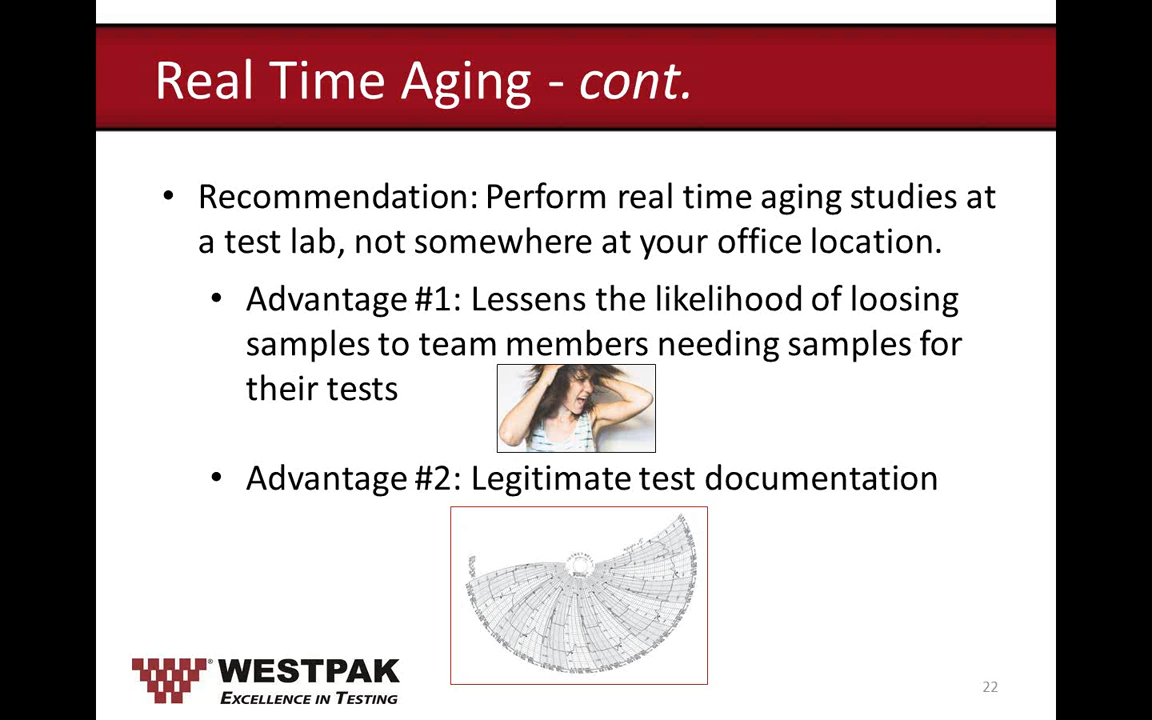 Real Time Aging - cont.
• Recommendation: Perform real time aging studies at
a test lab, not somewhere at your office location.
• Advantage #1: Lessens the likelihood of loosing
samples to team members needing samples for
their tests
• Advantage #2: Legitimate test documentation
WESTPAK
EXCELLENCE IN TESTING
22